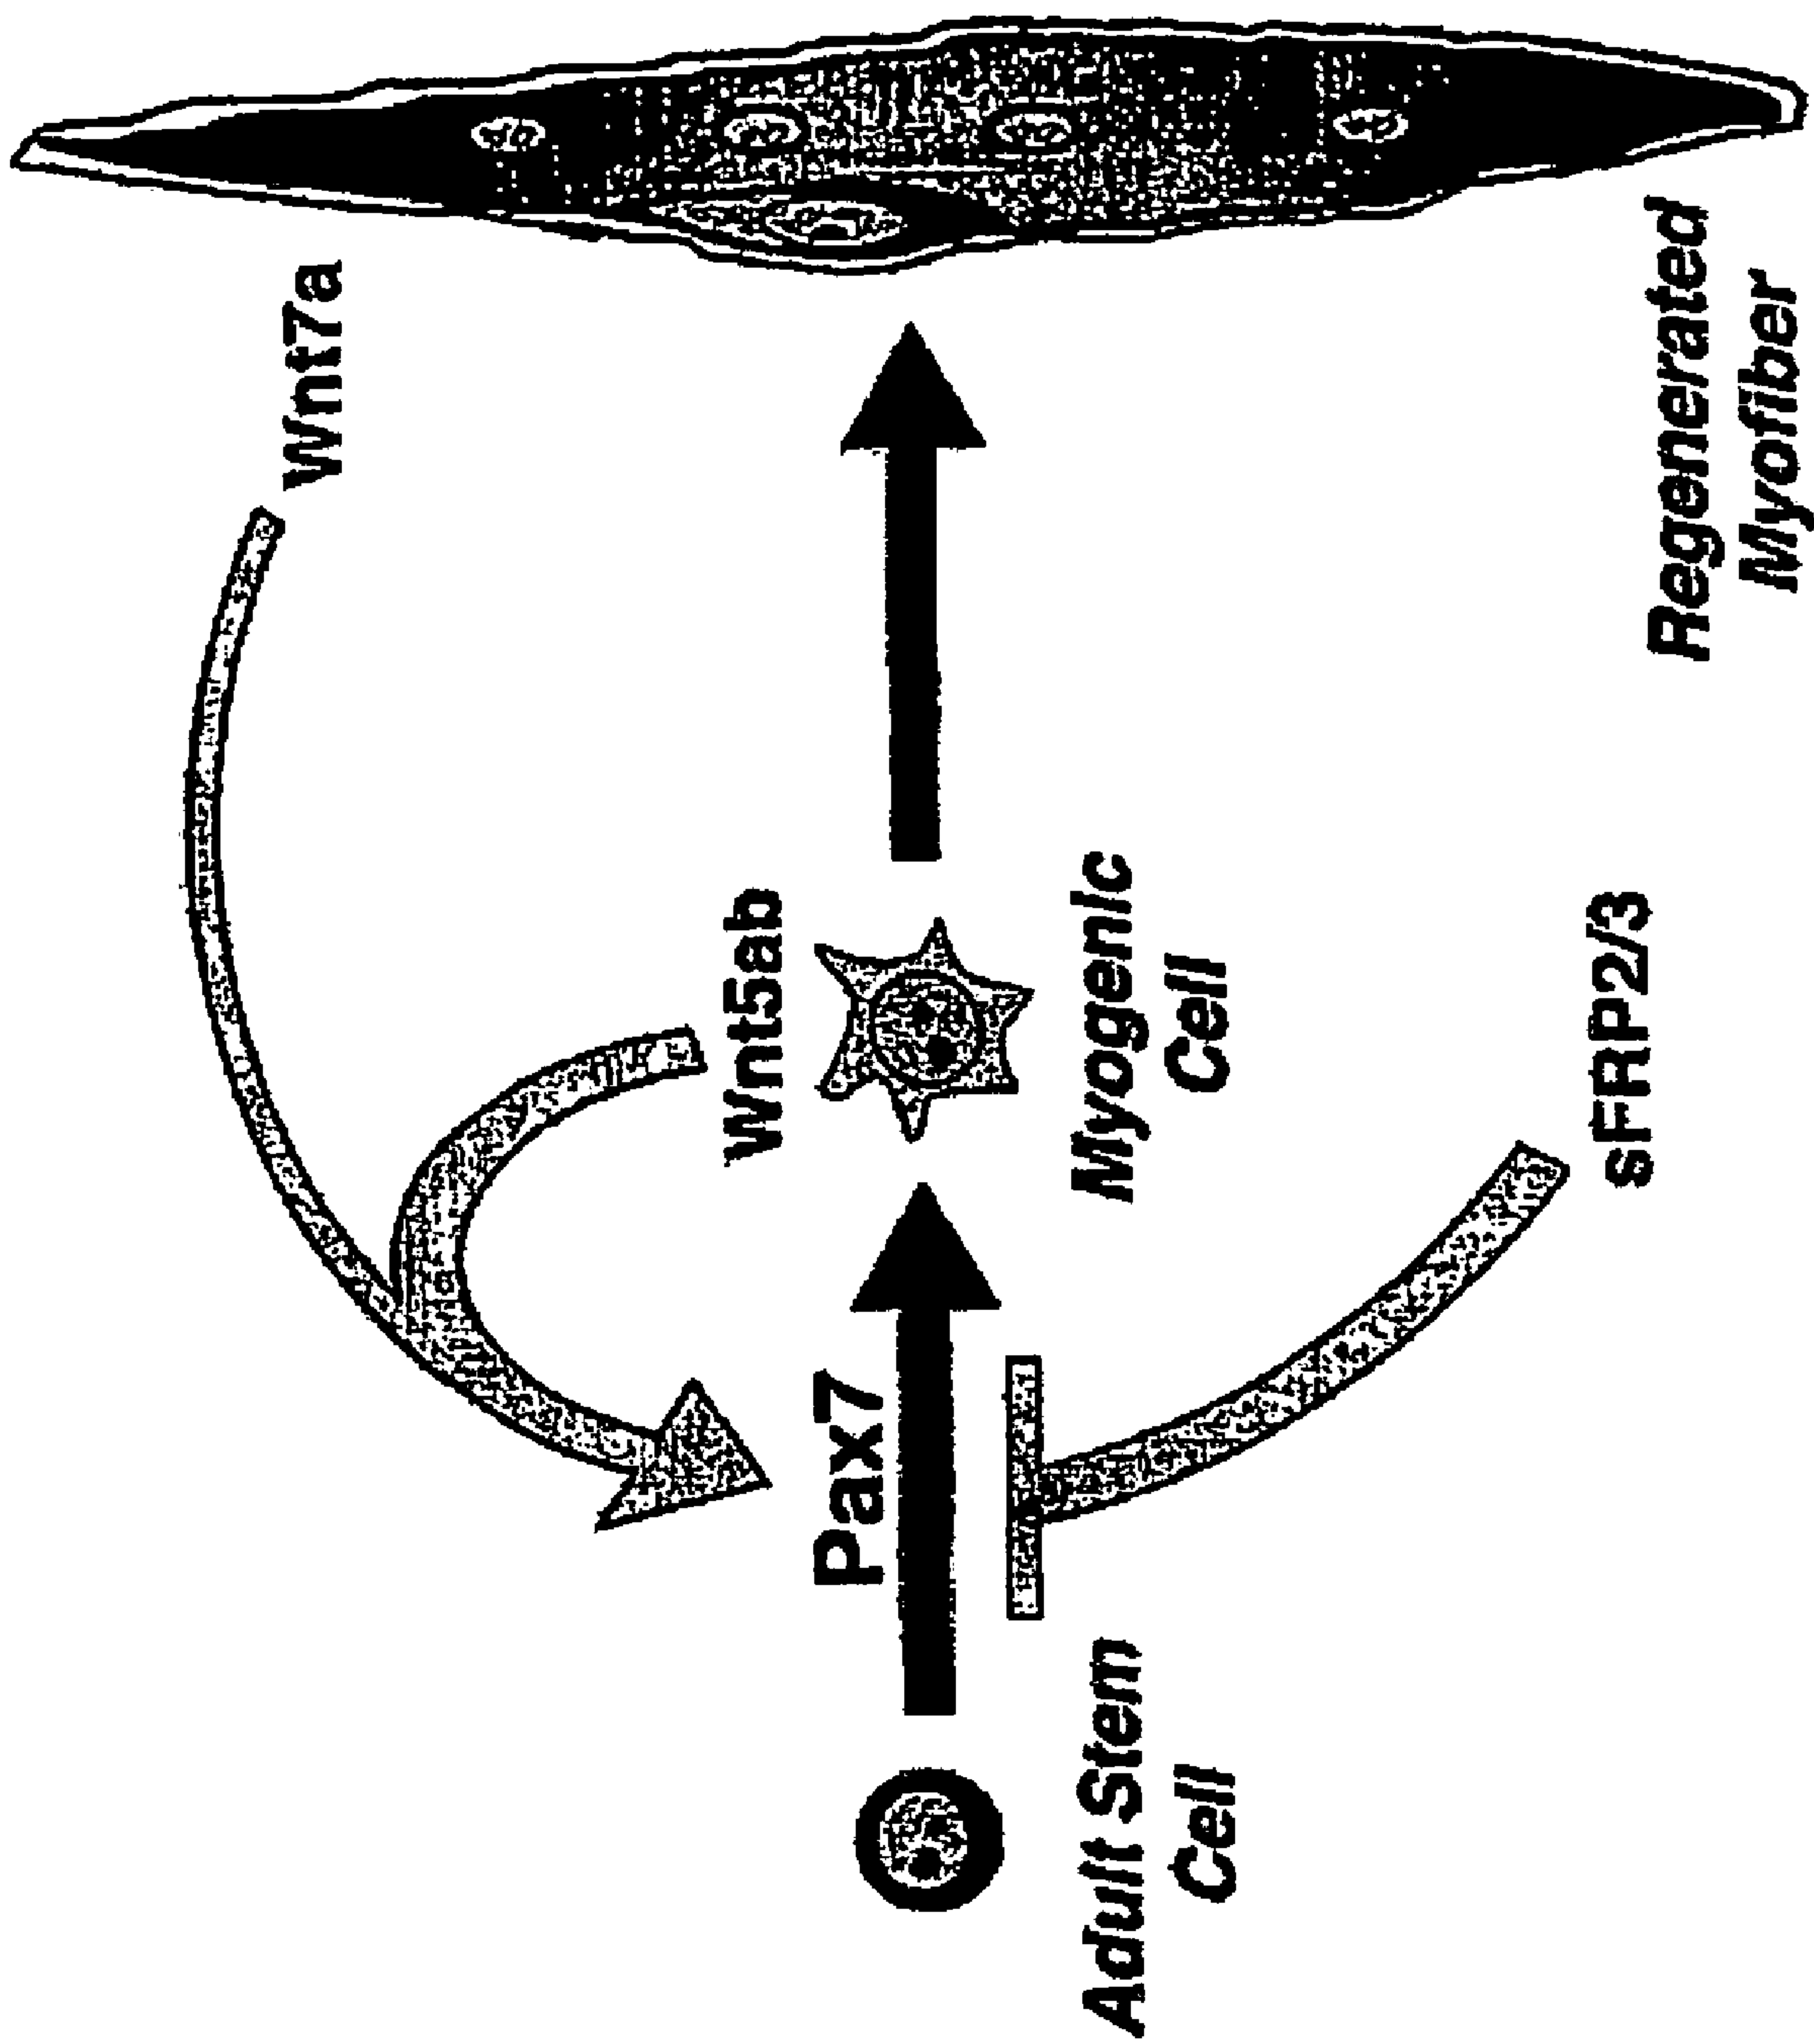 Wnt7a
Wnt5ab
Pax7
Adult Stem
Cell
Myogenic
Cell
Regenerated
Myofiber
sFRP2/3